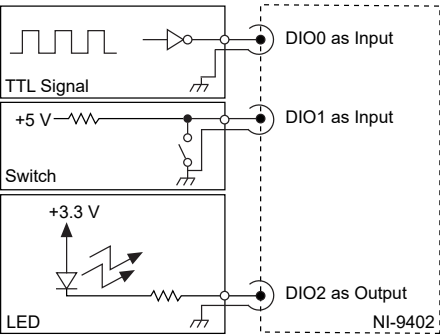 DIO0 as Input
TTL Signal
+5 V
DIO1 as Input
Switch
+3.3 V
DIO2 as Output
LED
NI-9402